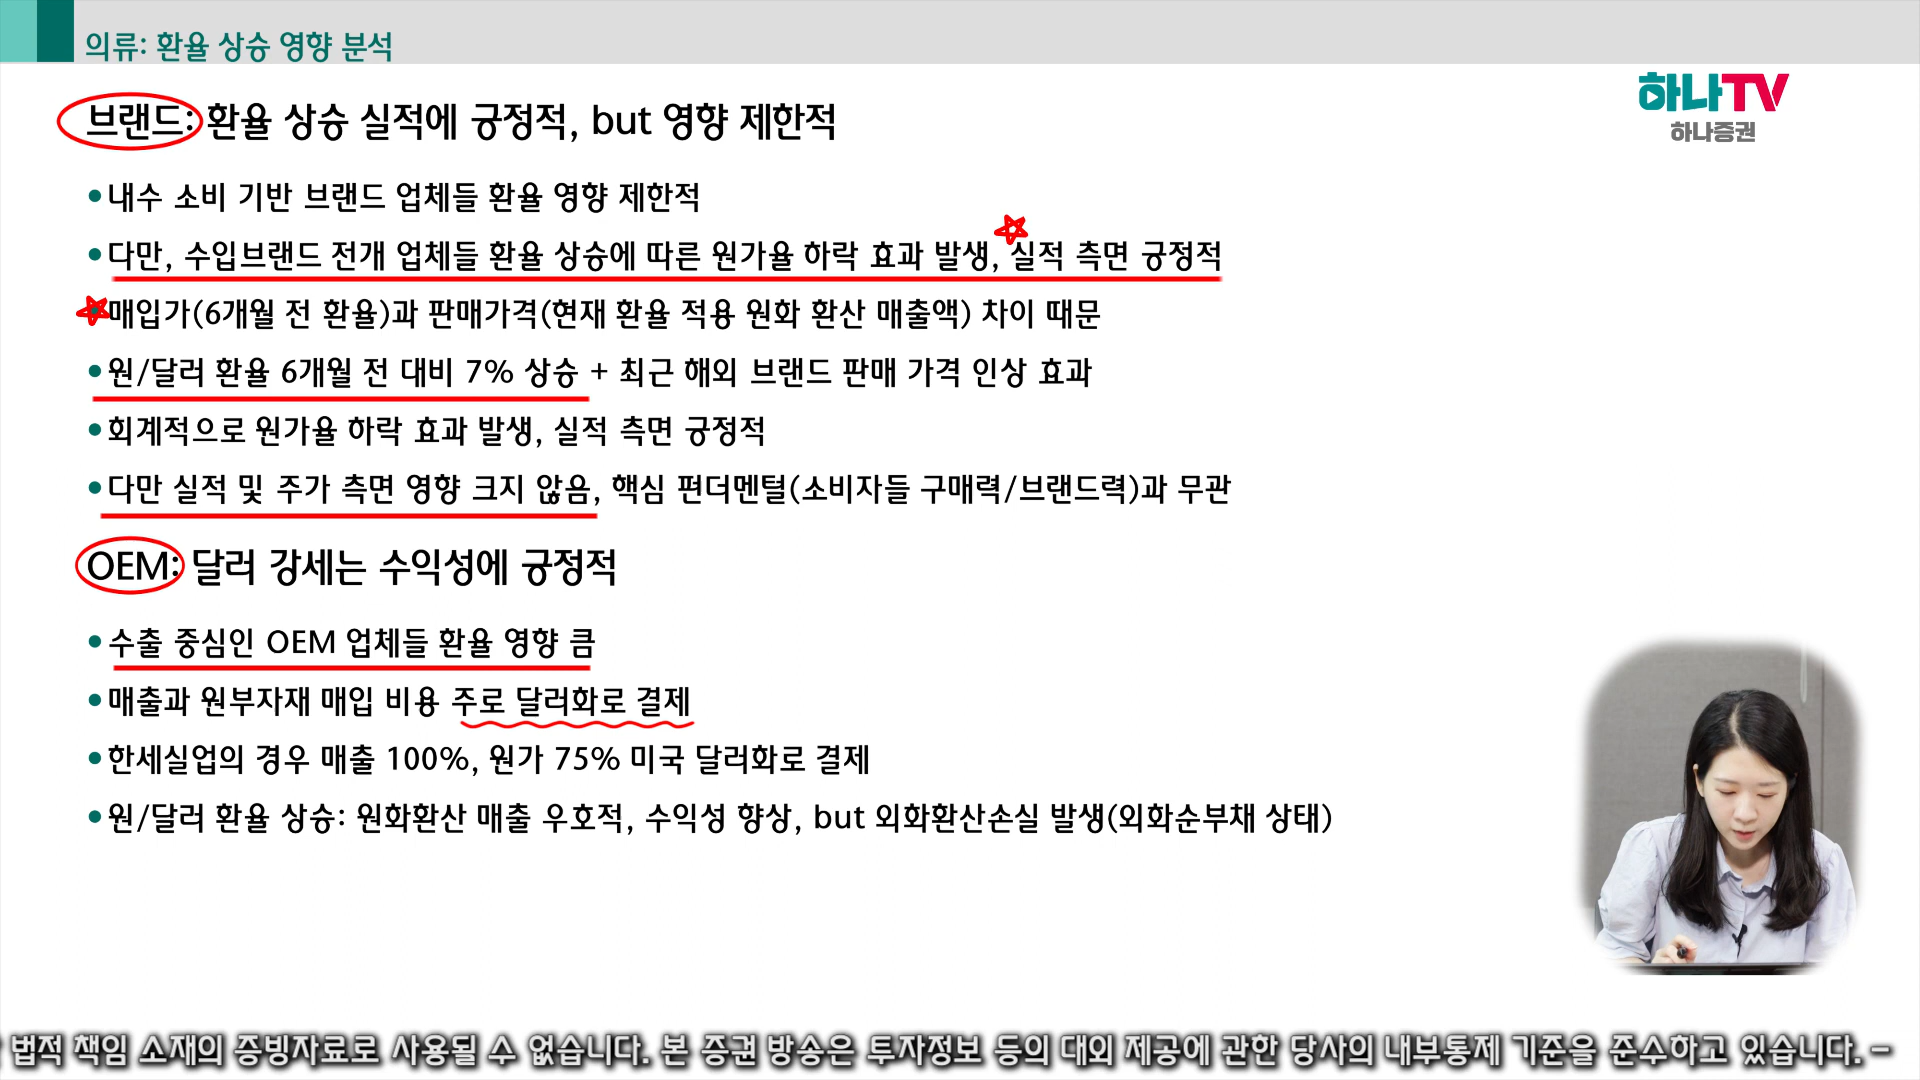 의류: 환율 상승 영향 분석
하나TV
하나증권
브랜드: 환율 상승 실적에 긍정적, but 영향 제한적
•내수 소비 기반 브랜드 업체들 환율 영향 제한적
•다만, 수입브랜드 전개 업체들 환율 상승에 따른 원가율 하락 효과 발생, 실적 측면 긍정적
•매입가(6개월 전 환율)과 판매가격(현재 환율 적용 원화 환산 매출액) 차이 때문
•원/달러 환율 6개월 전 대비 7% 상승 + 최근 해외 브랜드 판매 가격 인상 효과
•회계적으로 원가율 하락 효과 발생, 실적 측면 긍정적
•다만 실적 및 주가 측면 영향 크지 않음, 핵심 펀더멘털(소비자들 구매력/브랜드력)과 무관
OEM: 달러 강세는 수익성에 긍정적
•수출 중심인 OEM 업체들 환율 영향 큼
•매출과 원부자재 매입 비용 주로 달러화로 결제
•한세실업의 경우 매출 100%, 원가 75% 미국 달러화로 결제
•원/달러 환율 상승: 원화환산 매출 우호적, 수익성 향상, but 외화환산손실 발생(외화순부채 상태)
법적 책임 소재의 증빙자료로 사용될 수 없습니다. 본 증권 방송은 투자정보 등의 대외 제공에 관한 당사의 내부통제 기준을 준수하고 있습니다. –